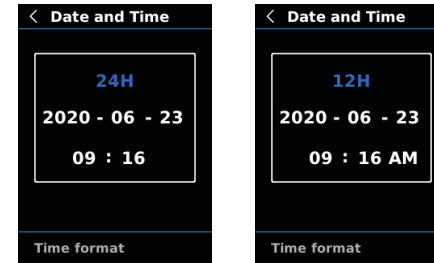 < Date and Time
24H
2020 - 06 - 23
09 : 16
Time format
< Date and Time
12H
2020 - 06 - 23
09 : 16 AM
Time format